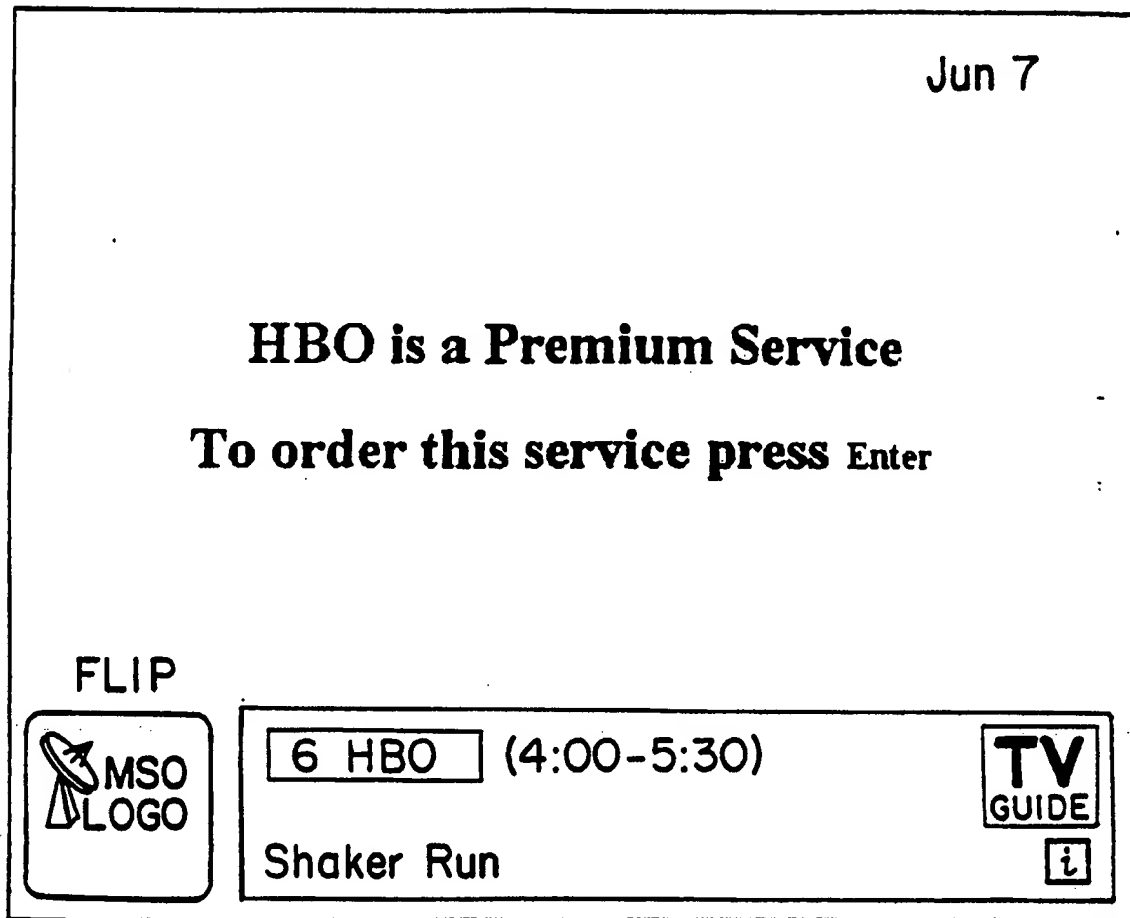 Jun 7
HBO is a Premium Service
To order this service press Enter
FLIP
MSO
LOGO
6 HBO (4:00-5:30)
TV
GUIDE
Shaker Run
i